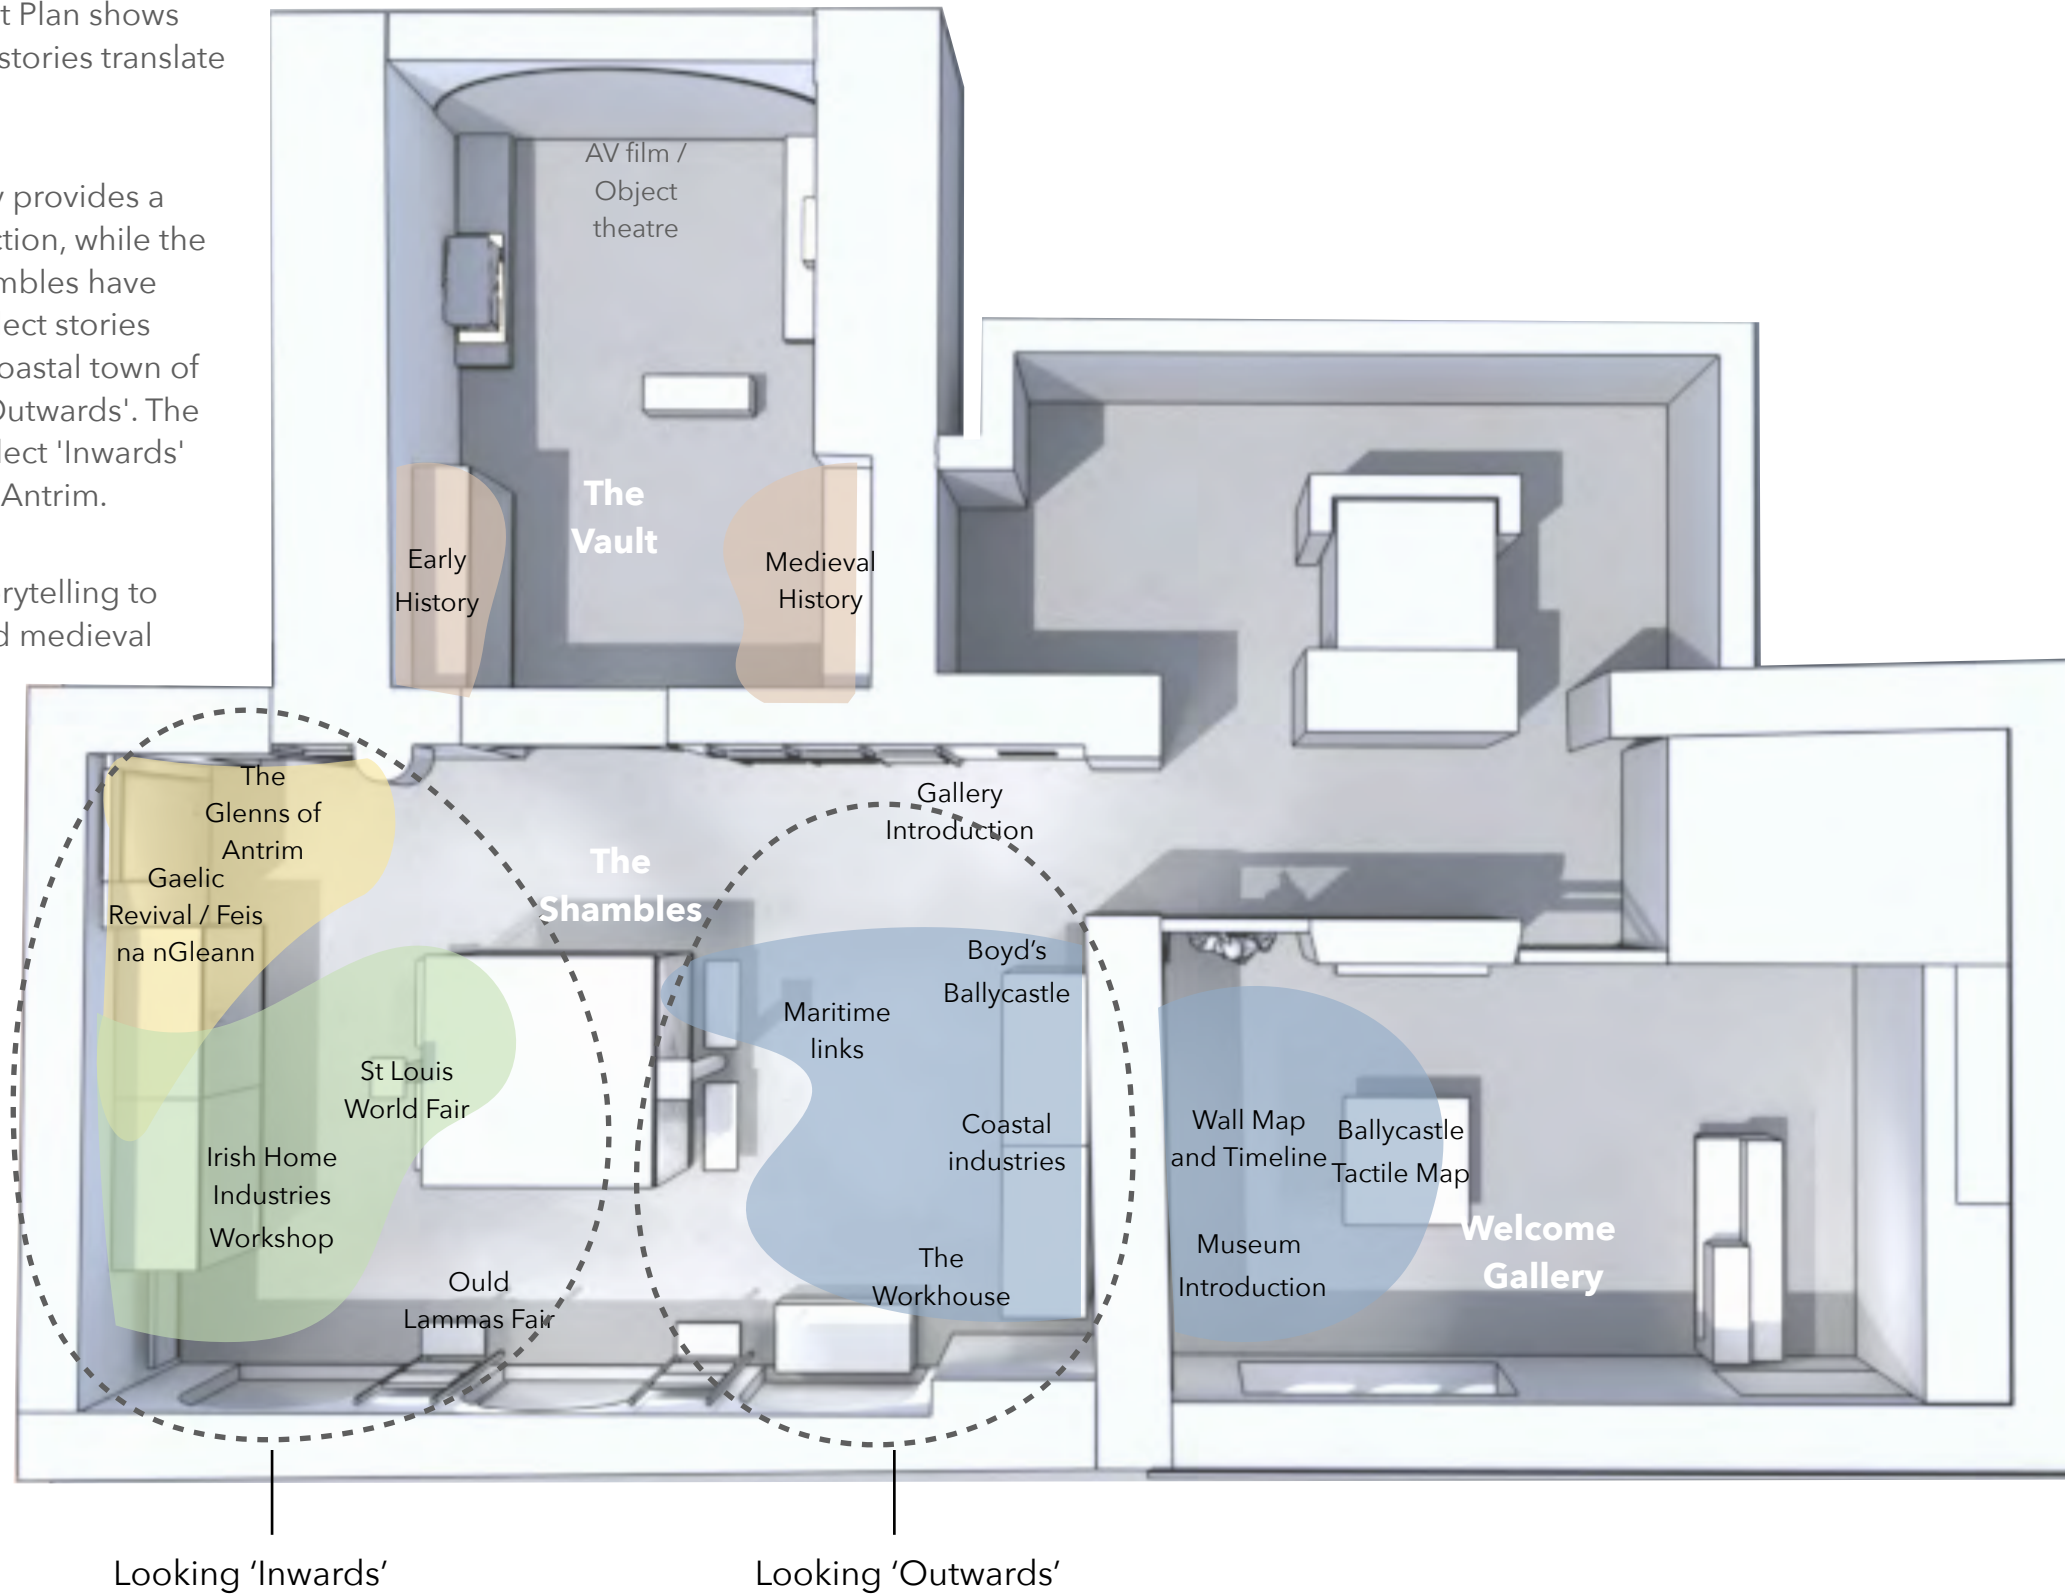 t Plan shows
stories translate
y provides a
ction, while the
mbles have
ect stories
oastal town of
Outwards'. The
lect 'Inwards'
Antrim.
rytelling to
d medieval
AV film /
Object
theatre
The
Vault
Early
History
Medieval
History
The
Glenns of
Antrim
Gaelic
Revival / Feis
na nGleann
St Louis
World Fair
Irish Home
Industries
Workshop
Ould
Lammas Fair
The
Shambles
Gallery
Introduction
Boyd's
Ballycastle
Maritime
links
Coastal
industries
The
Workhouse
Wall Map
and Timeline
Ballycastle
Tactile Map
Museum
Introduction
Welcome
Gallery
Looking 'Inwards'
Looking 'Outwards'